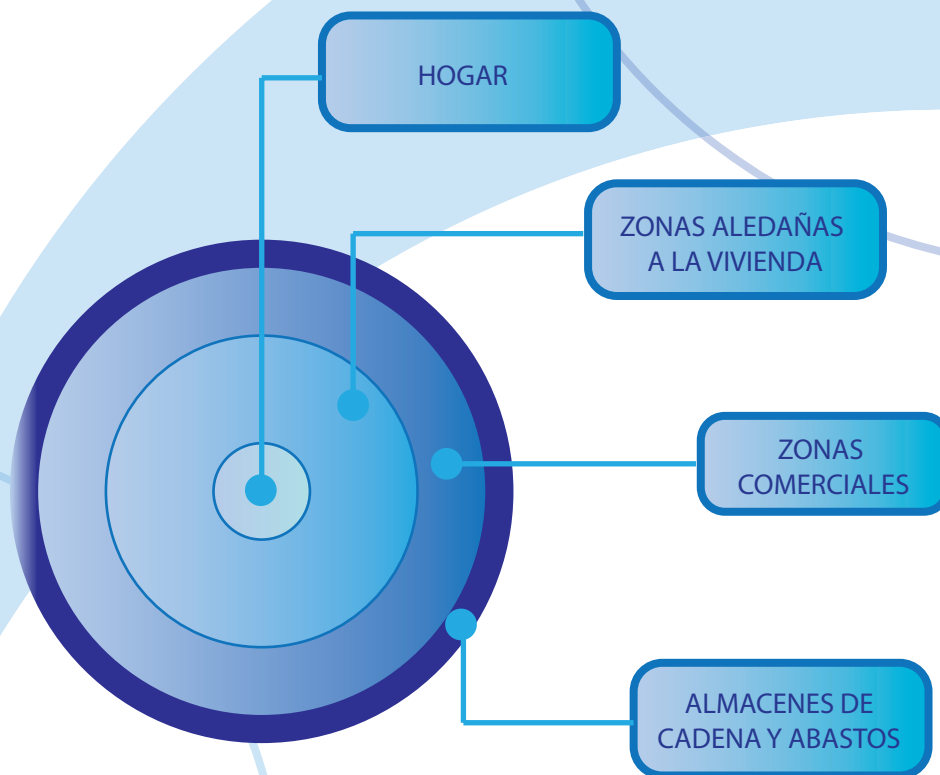 HOGAR
ZONAS ALEDAÑAS
A LA VIVIENDA
ZONAS
COMERCIALES
ALMACENES DE
CADENA Y ABASTOS